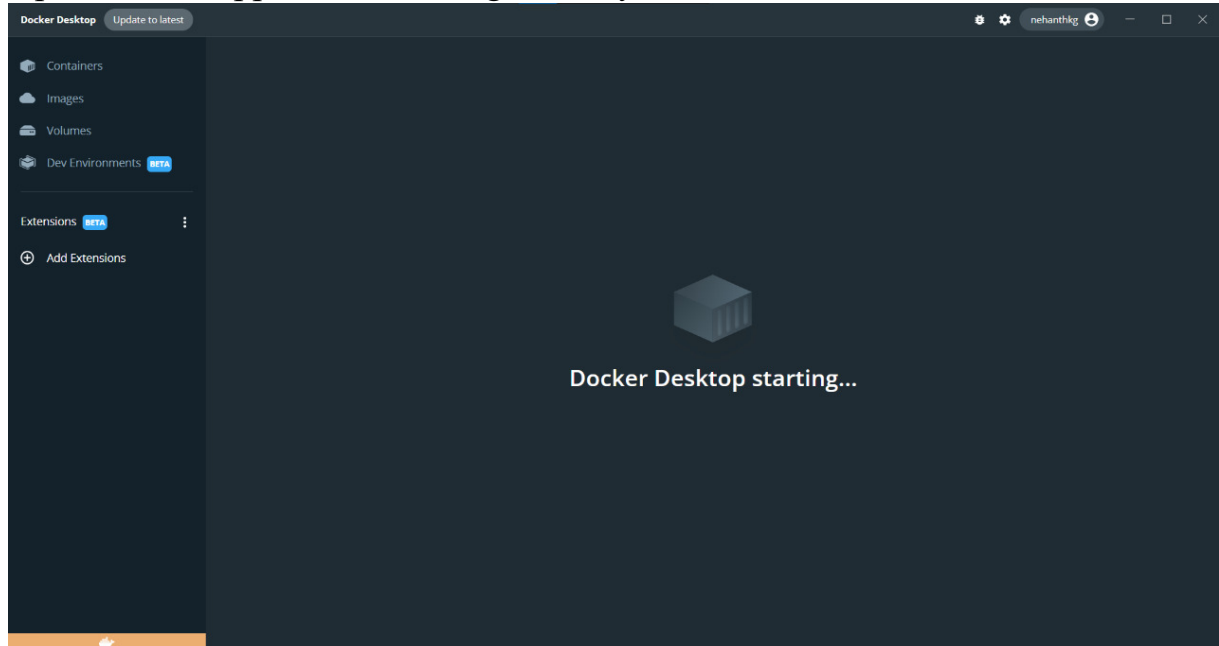 Docker Desktop Update to latest nehanthkg
Containers
Images
Volumes
Dev Environments BETA
Extensions BETA
Add Extensions
Docker Desktop starting...